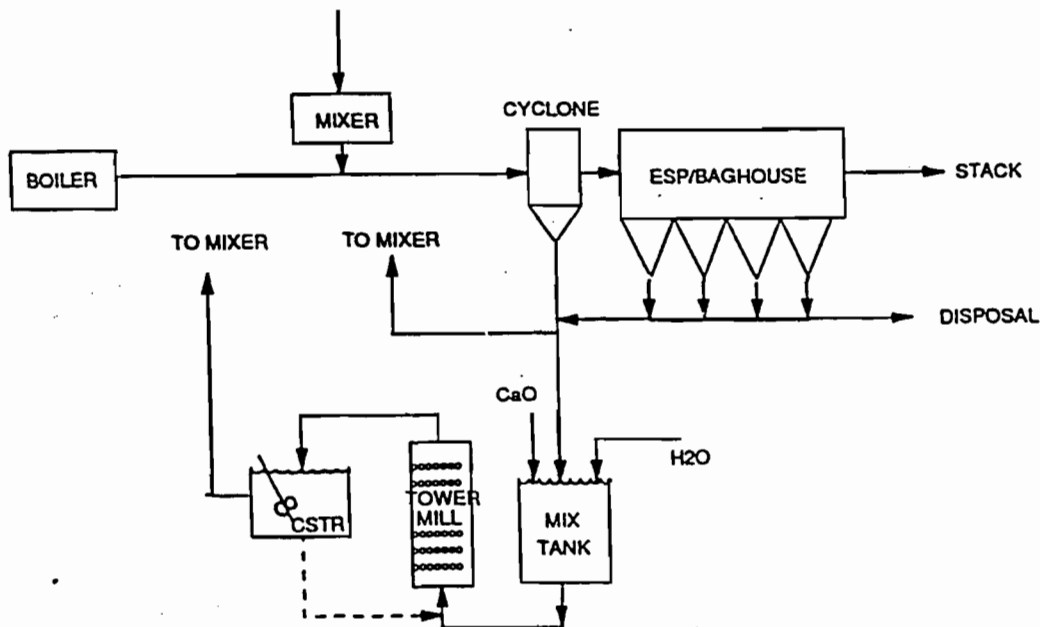 MIXER
CYCLONE
BOILER
ESP/BAGHOUSE
STACK
TO MIXER
TO MIXER
DISPOSAL
CaO
H2O
TOWER
MILL
CSTR
MIX
TANK